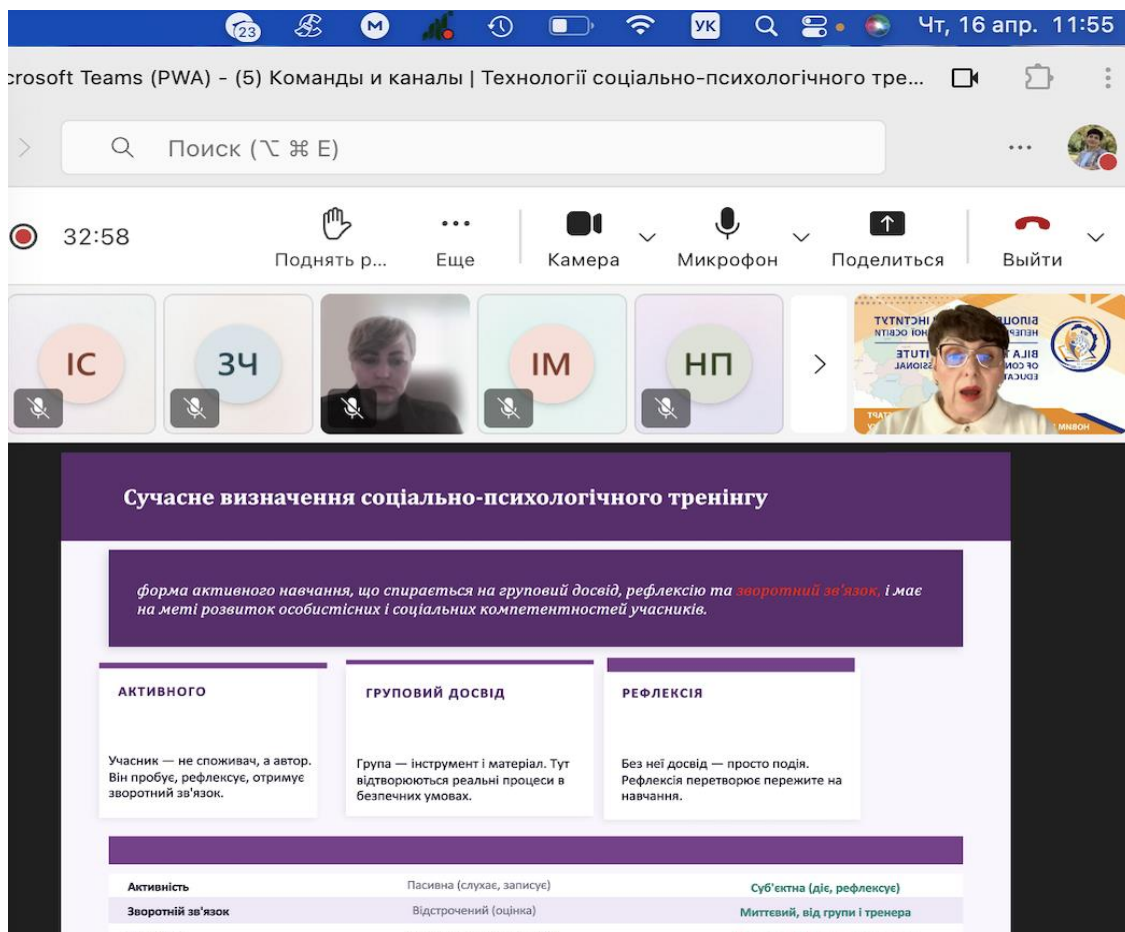 23
M
УК
Чт, 16 апр. 11:55
crosoft Teams (PWA) - (5) Команды и каналы | Технології соціально-психологічного тре...
Поиск (⌥ ⌘ E)
32:58
Поднять р...
Еще
Камера
Микрофон
Поделиться
Выйти
ІС
ЗЧ
ІМ
НП
Сучасне визначення соціально-психологічного тренінгу
форма активного навчання, що спирається на груповий досвід, рефлексію та зворотний зв'язок, і має
на меті розвиток особистісних і соціальних компетентностей учасників.
АКТИВНОГО
Учасник — не споживач, а автор.
Він пробує, рефлексує, отримує
зворотний зв'язок.
ГРУПОВИЙ ДОСВІД
Група — інструмент і матеріал. Тут
відтворюються реальні процеси в
безпечних умовах.
РЕФЛЕКСІЯ
Без неї досвід — просто подія.
Рефлексія перетворює пережите на
навчання.
Активність Пасивна (слухає, записує) Суб'єктна (діє, рефлексує)
Зворотній зв'язок Відстрочений (оцінка) Миттєвий, від групи і тренера